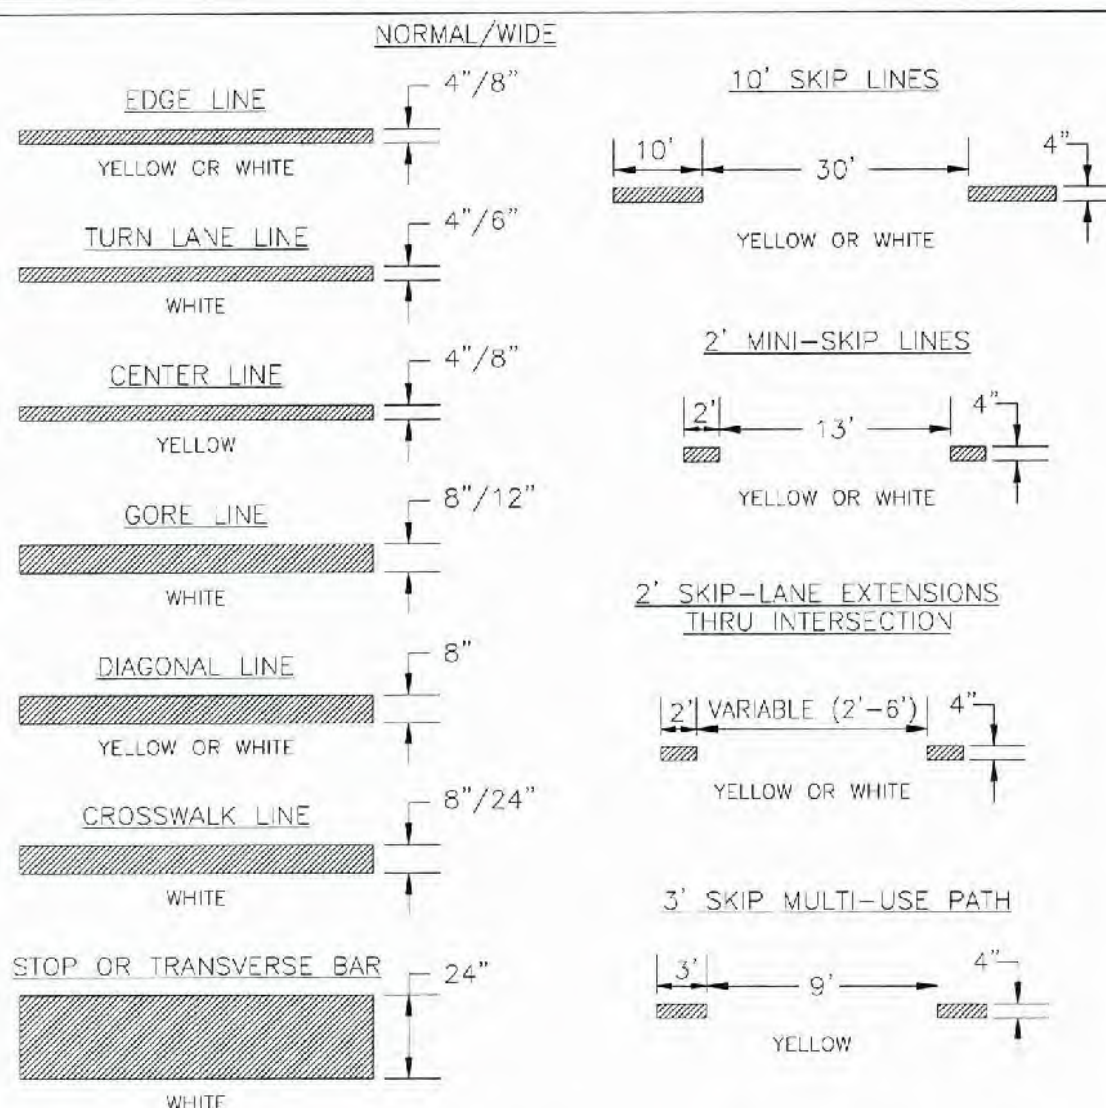 NORMAL/WIDE
EDGE LINE
4"/8"
YELLOW OR WHITE
TURN LANE LINE
4"/6"
WHITE
CENTER LINE
4"/8"
YELLOW
GORE LINE
8"/12"
WHITE
DIAGONAL LINE
8"
YELLOW OR WHITE
CROSSWALK LINE
8"/24"
WHITE
STOP OR TRANSVERSE BAR
24"
WHITE
10' SKIP LINES
10'
30'
4"
YELLOW OR WHITE
2' MINI-SKIP LINES
2'
13'
4"
YELLOW OR WHITE
2' SKIP-LANE EXTENSIONS
THRU INTERSECTION
2'
VARIABLE (2'-6')
4"
YELLOW OR WHITE
3' SKIP MULTI-USE PATH
3'
9'
4"
YELLOW